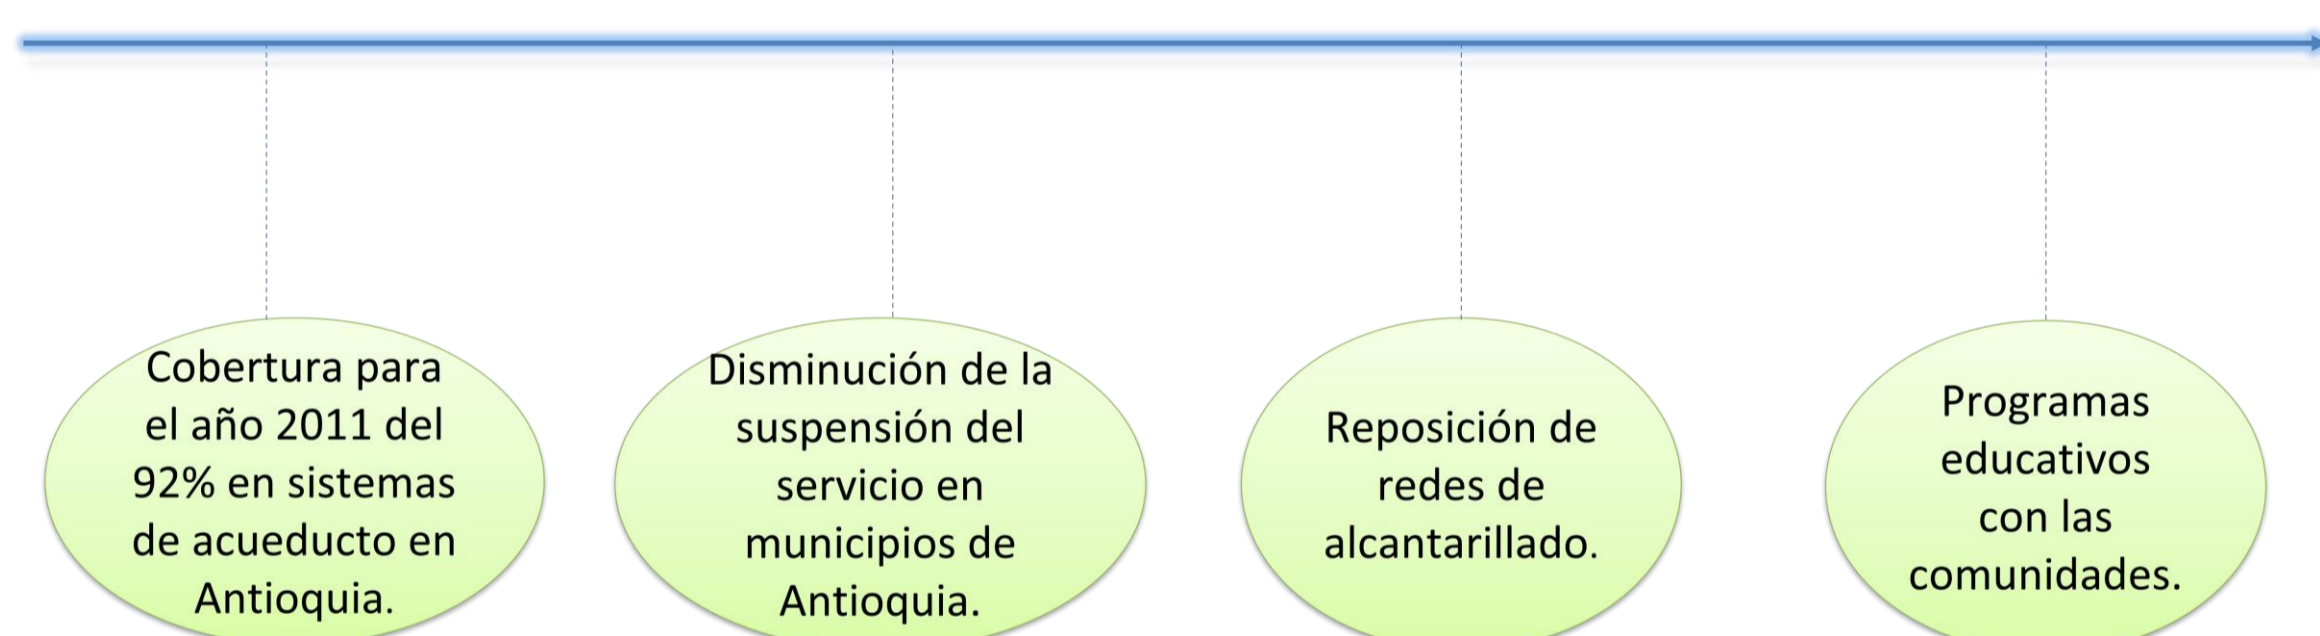 Cobertura para
el año 2011 del
92% en sistemas
de acueducto en
Antioquia.
Disminución de la
suspensión del
servicio en
municipios de
Antioquia.
Reposición de
redes de
alcantarillado.
Programas
educativos
con las
comunidades.